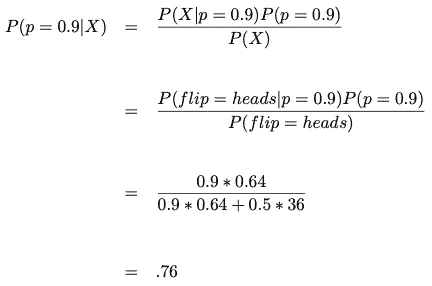 P(p = 0.9|X) = P(X|p = 0.9)P(p = 0.9) / P(X)
= P(flip = heads|p = 0.9)P(p = 0.9) / P(flip = heads)
= 0.9 * 0.64 / 0.9 * 0.64 + 0.5 * 36
= .76